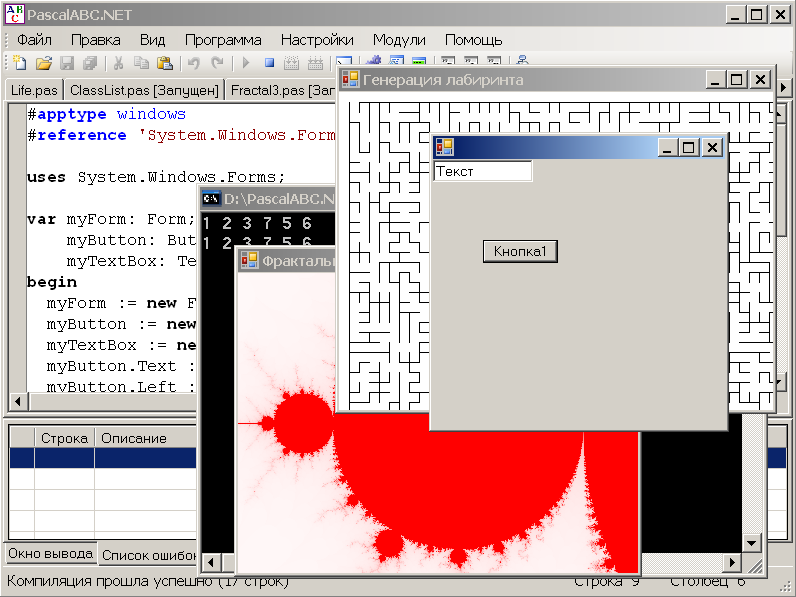 PascalABC.NET
Файл Правка Вид Программа Настройки Модули Помощь
Life.pas ClassList.pas [Запущен] Fractal3.pas [Зап
#apptype windows
#reference 'System.Windows.Form
uses System.Windows.Forms;
var myForm: Form;
myButton: But
myTextBox: Te
begin
myForm := new F
myButton := new
myTextBox := ne
myButton.Text :
myButton.Left :
Генерация лабиринта
Текст
Кнопка1
D:\PascalABC.N
1 2 3 7 5 6
1 2 3 7 5 6
Фракталы
Строка Описание
Окно вывода Список ошибок
Компиляция прошла успешно (17 строк) Строка 9 Столбец 6